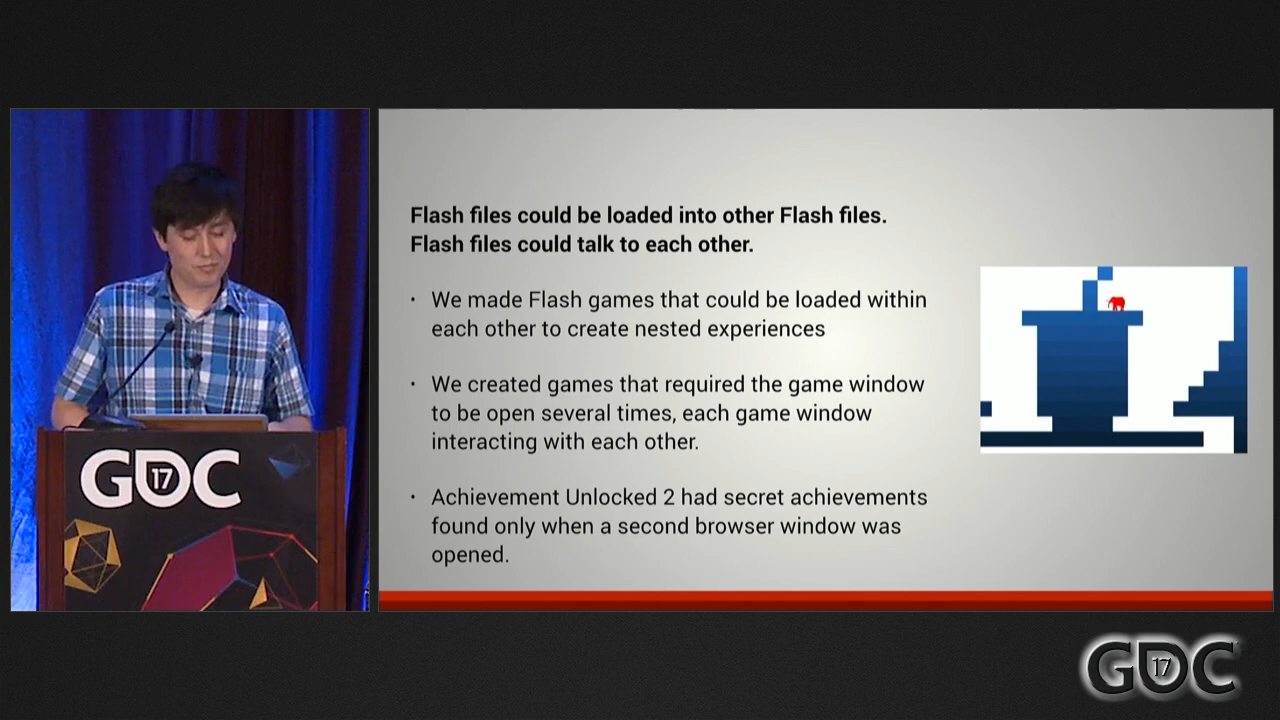 Flash files could be loaded into other Flash files.
Flash files could talk to each other.
· We made Flash games that could be loaded within
each other to create nested experiences
· We created games that required the game window
to be open several times, each game window
interacting with each other.
· Achievement Unlocked 2 had secret achievements
found only when a second browser window was
opened.
GDC 17
GDC 17